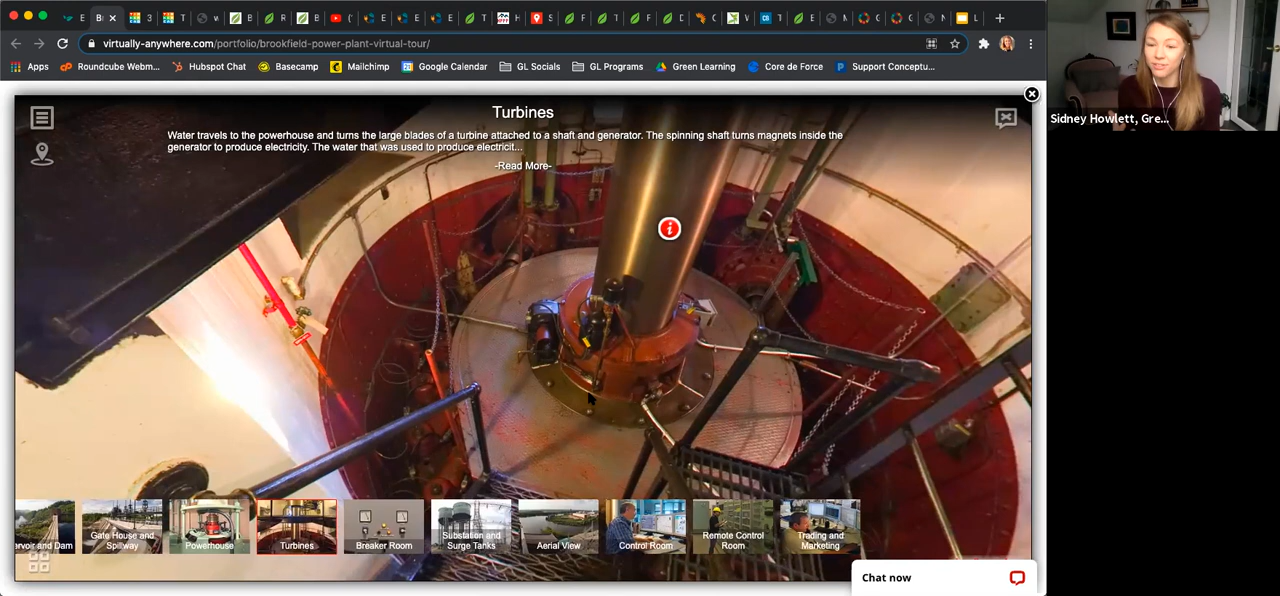 E
B
3
T
w
B
R
B
(
E
E
E
T
H
S
F
T
F
D
C
V
T
E
N
C
C
N
L
virtually-anywhere.com/portfolio/brookfield-power-plant-virtual-tour/
Apps
Roundcube Webm...
Hubspot Chat
Basecamp
Mailchimp
Google Calendar
GL Socials
GL Programs
Green Learning
Core de Force
Support Conceptu...
Sidney Howlett, Gre...
Turbines
Water travels to the powerhouse and turns the large blades of a turbine attached to a shaft and generator. The spinning shaft turns magnets inside the
generator to produce electricity. The water that was used to produce electricit...
-Read More-
ervoir and Dam
Gate House and
Spillway
Powerhouse
Turbines
Breaker Room
Substation and
Surge Tanks
Aerial View
Control Room
Remote Control
Room
Trading and
Marketing
Chat now